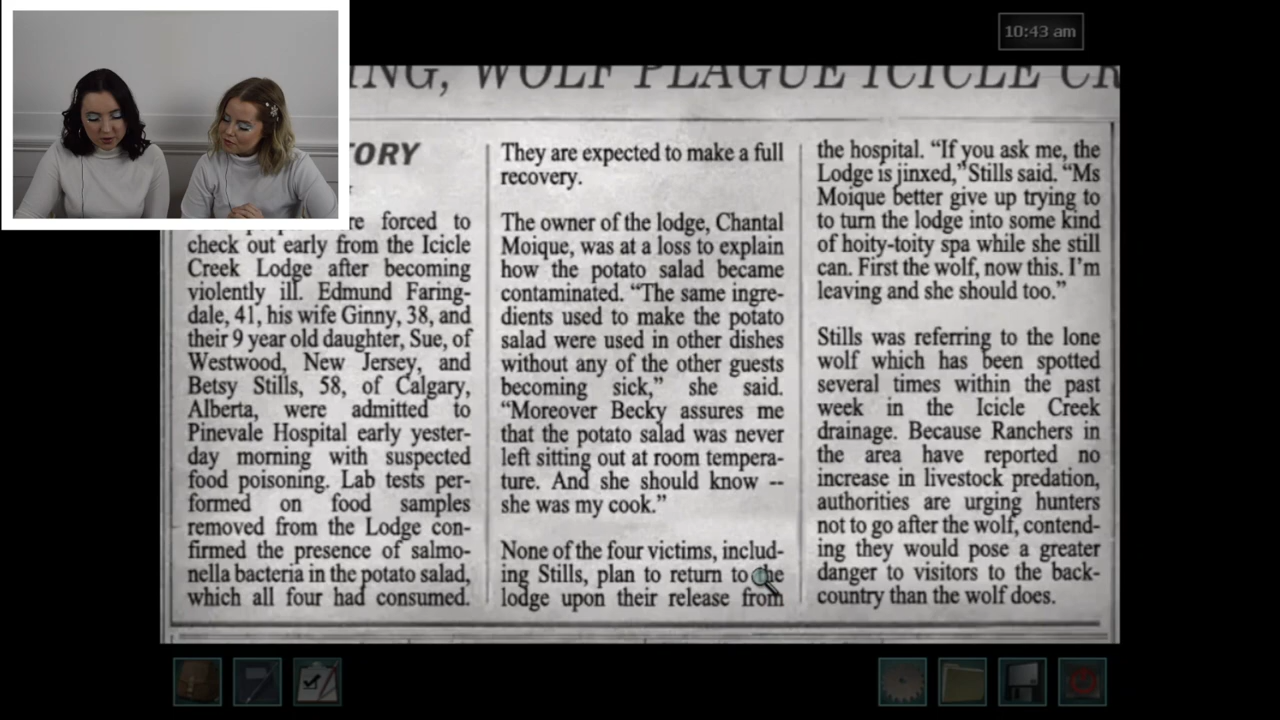 10:43 am
ING, WOLF PLAGUE ICICLE CR
TORY
They are expected to make a full
recovery.
the hospital. “If you ask me, the
Lodge is jinxed,”Stills said. “Ms
Moique better give up trying to
to turn the lodge into some kind
of hoity-toity spa while she still
can. First the wolf, now this. I’m
leaving and she should too.”
re forced to
check out early from the Icicle
Creek Lodge after becoming
violently ill. Edmund Faring-
dale, 41, his wife Ginny, 38, and
their 9 year old daughter, Sue, of
Westwood, New Jersey, and
Betsy Stills, 58, of Calgary,
Alberta, were admitted to
Pinevale Hospital early yester-
day morning with suspected
food poisoning. Lab tests per-
formed on food samples
removed from the Lodge con-
firmed the presence of salmo-
nella bacteria in the potato salad,
which all four had consumed.
The owner of the lodge, Chantal
Moique, was at a loss to explain
how the potato salad became
contaminated. “The same ingre-
dients used to make the potato
salad were used in other dishes
without any of the other guests
becoming sick,” she said.
“Moreover Becky assures me
that the potato salad was never
left sitting out at room tempera-
ture. And she should know --
she was my cook.”
None of the four victims, includ-
ing Stills, plan to return to the
lodge upon their release from
Stills was referring to the lone
wolf which has been spotted
several times within the past
week in the Icicle Creek
drainage. Because Ranchers in
the area have reported no
increase in livestock predation,
authorities are urging hunters
not to go after the wolf, contend-
ing they would pose a greater
danger to visitors to the back-
country than the wolf does.